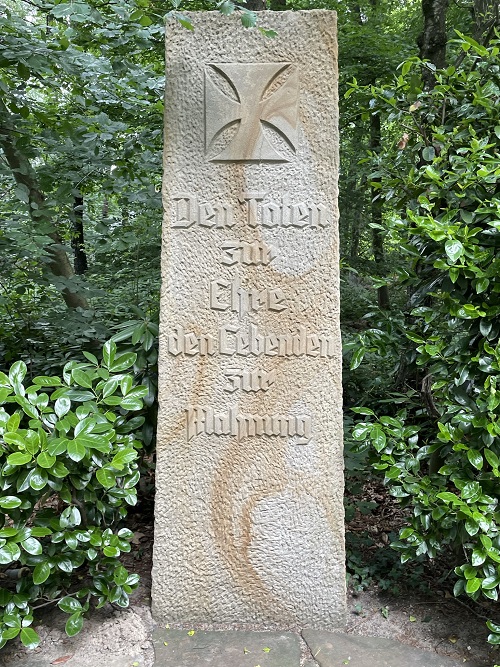 Den Toten
zur
Ehre
den Lebenden
zur
Mahnung